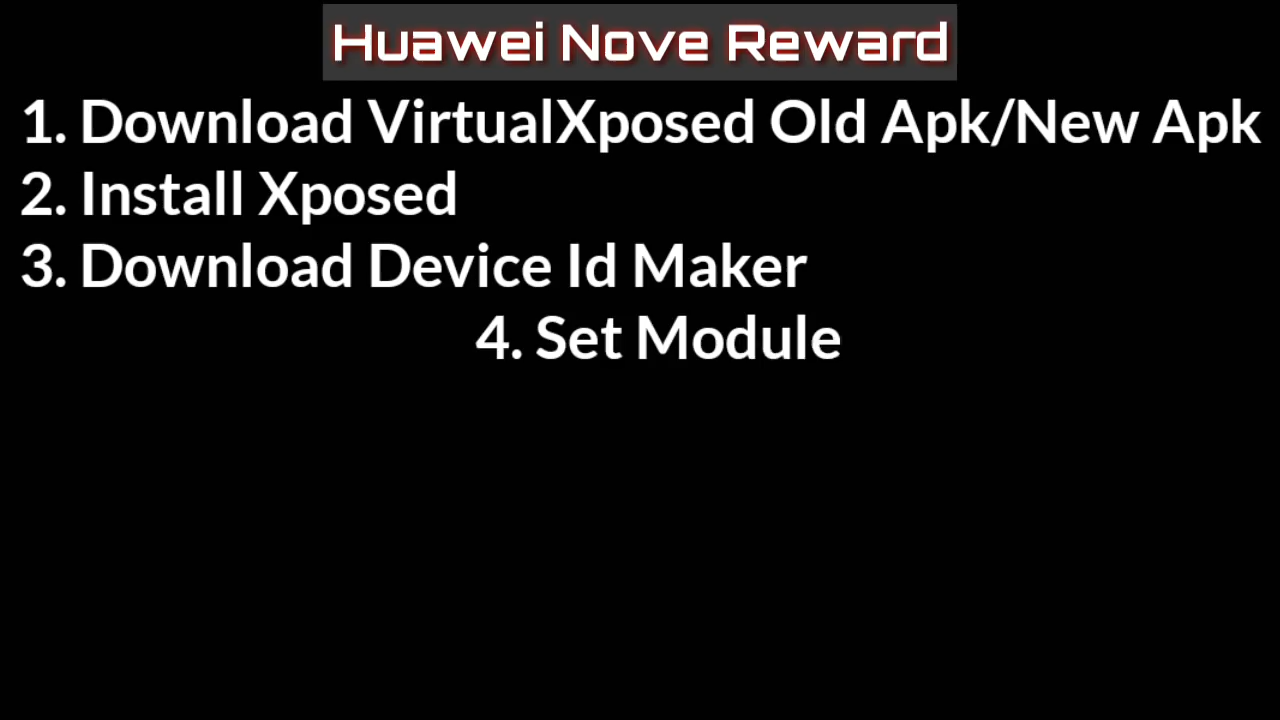 Huawei Nove Reward
1. Download VirtualXposed Old Apk/New Apk
2. Install Xposed
3. Download Device Id Maker
4. Set Module